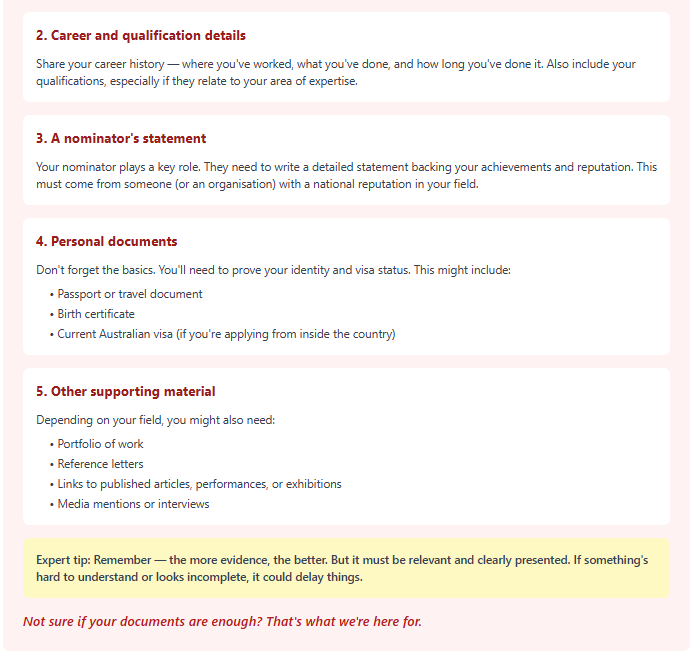 2. Career and qualification details
Share your career history — where you've worked, what you've done, and how long you've done it. Also include your
qualifications, especially if they relate to your area of expertise.
3. A nominator's statement
Your nominator plays a key role. They need to write a detailed statement backing your achievements and reputation. This
must come from someone (or an organisation) with a national reputation in your field.
4. Personal documents
Don't forget the basics. You'll need to prove your identity and visa status. This might include:
• Passport or travel document
• Birth certificate
• Current Australian visa (if you're applying from inside the country)
5. Other supporting material
Depending on your field, you might also need:
• Portfolio of work
• Reference letters
• Links to published articles, performances, or exhibitions
• Media mentions or interviews
Expert tip: Remember — the more evidence, the better. But it must be relevant and clearly presented. If something's
hard to understand or looks incomplete, it could delay things.
Not sure if your documents are enough? That's what we're here for.